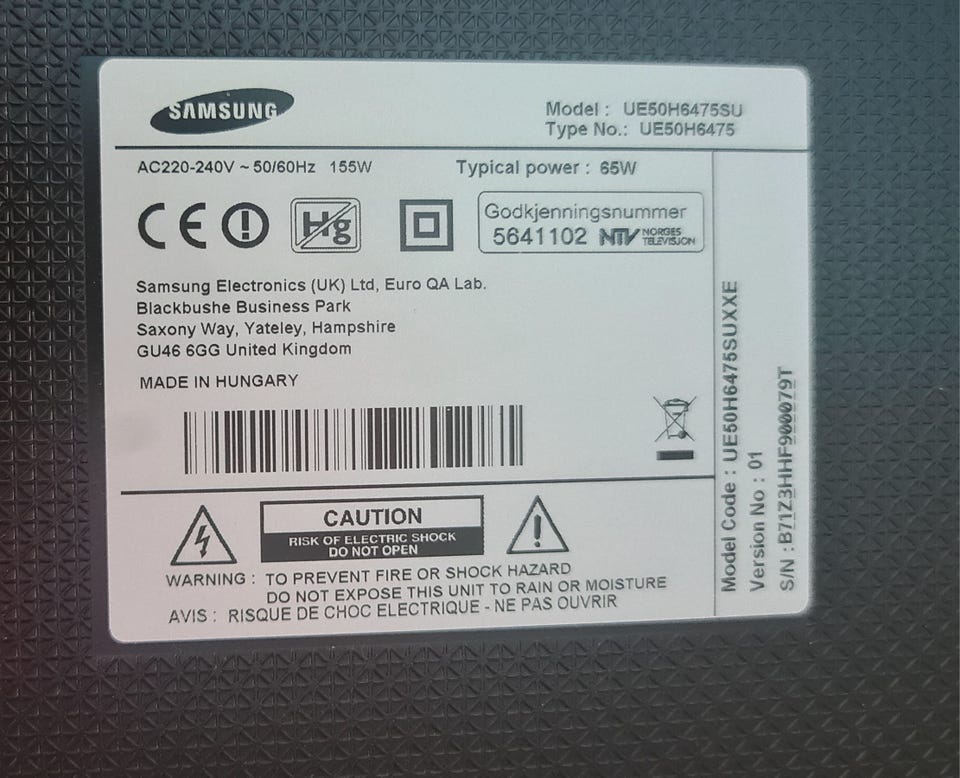 SAMSUNG
Model : UE50H6475SU
Type No.: UE50H6475
AC220-240V ~ 50/60Hz 155W
Typical power : 65W
CE
Hg
Godkjenningsnummer
5641102 NTV NORGES
TELEVISJON
Samsung Electronics (UK) Ltd, Euro QA Lab.
Blackbushe Business Park
Saxony Way, Yateley, Hampshire
GU46 6GG United Kingdom
MADE IN HUNGARY
CAUTION
RISK OF ELECTRIC SHOCK
DO NOT OPEN
WARNING : TO PREVENT FIRE OR SHOCK HAZARD
DO NOT EXPOSE THIS UNIT TO RAIN OR MOISTURE
AVIS : RISQUE DE CHOC ELECTRIQUE - NE PAS OUVRIR
Model Code : UE50H6475SUXXE
Version No : 01
S/N : B71Z3HHF900079T